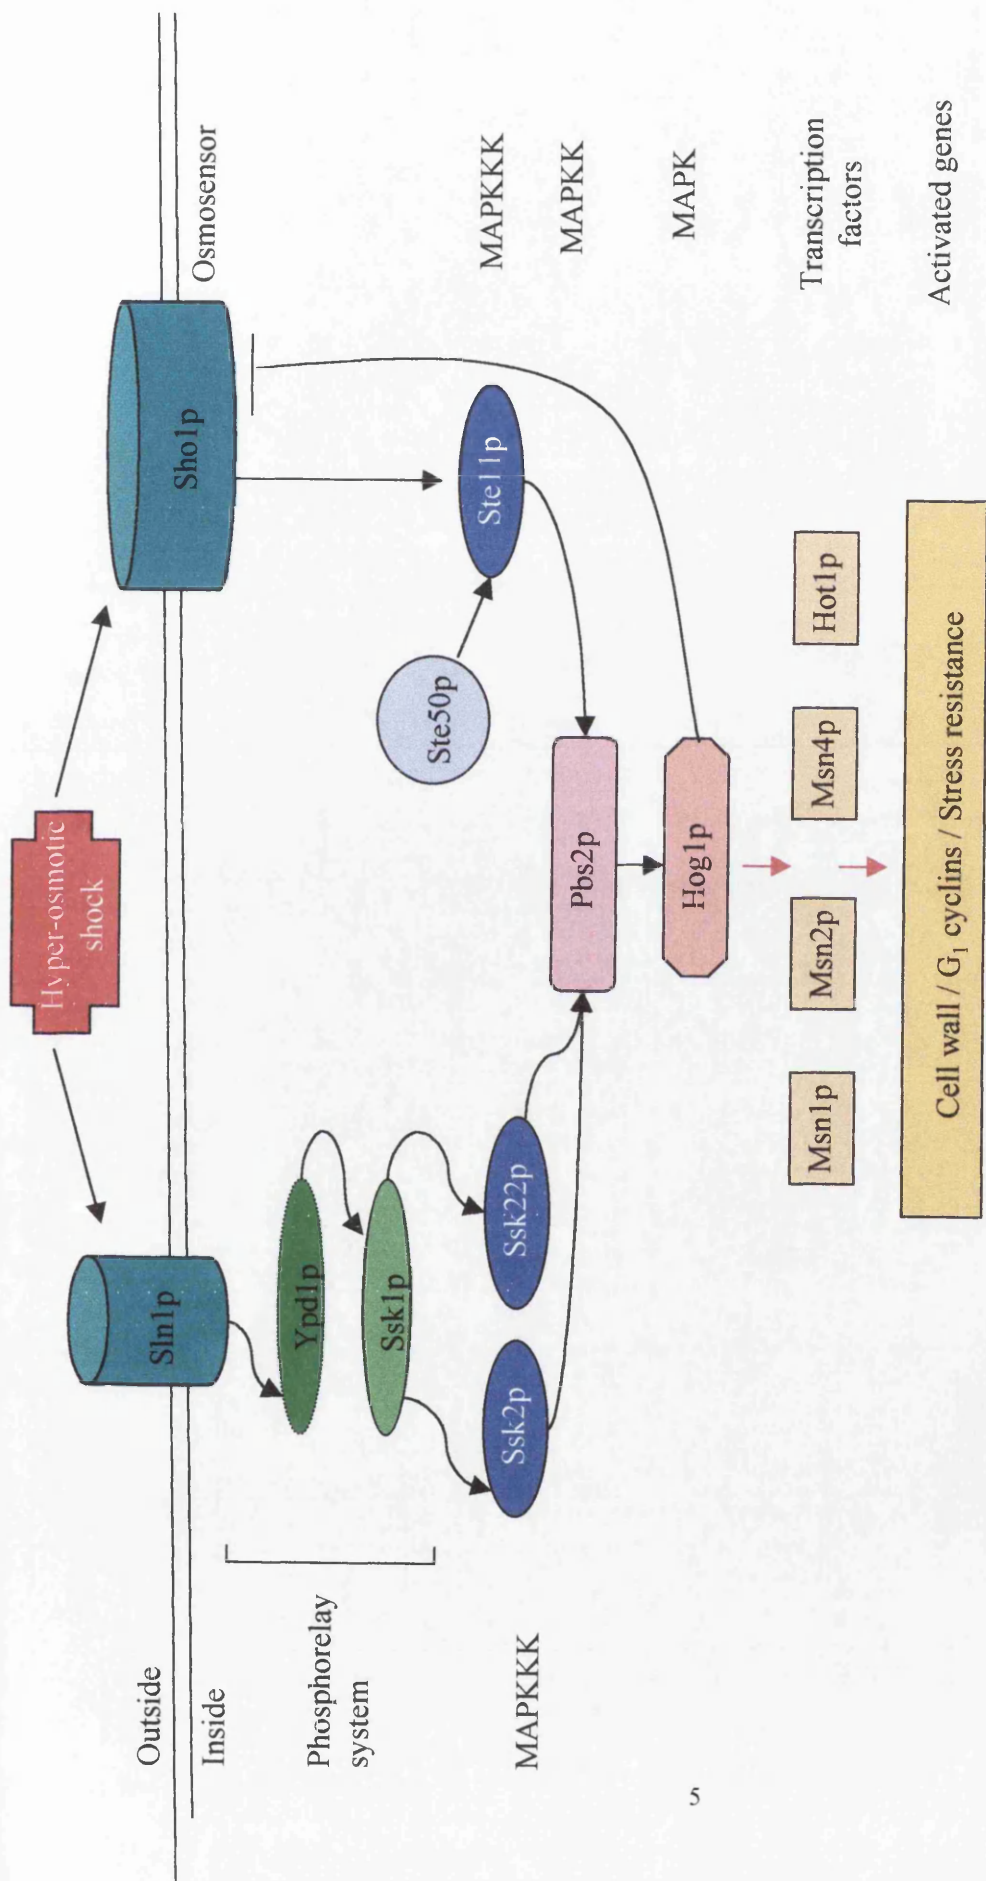 Hyper-osmotic
shock
Outside
Inside
Sln1p
Sho1p
Osmosensor
Phosphorelay
system
Ypd1p
Ssk1p
Ste50p
Ste11p
MAPKKK
MAPKKK
Ssk2p
Ssk22p
Pbs2p
MAPKK
Hog1p
MAPK
Msn1p
Msn2p
Msn4p
Hot1p
Transcription
factors
Cell wall / G₁ cyclins / Stress resistance
Activated genes
5